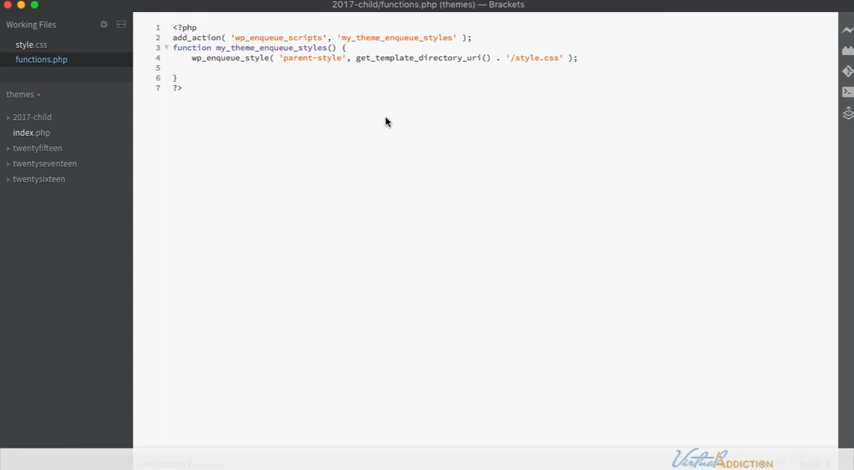 2017-child/functions.php (themes) — Brackets
Working Files
style.css
functions.php
themes
2017-child
index.php
twentyfifteen
twentyseventeen
twentysixteen
1 <?php
2 add_action( 'wp_enqueue_scripts', 'my_theme_enqueue_styles' );
3 function my_theme_enqueue_styles() {
4 wp_enqueue_style( 'parent-style', get_template_directory_uri() . '/style.css' );
5
6 }
7 ?>
Virtual ADDICTION